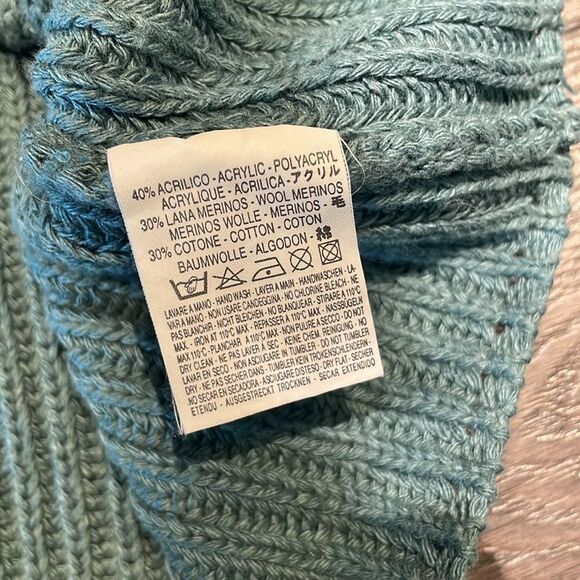 40% ACRILICO - ACRYLIC - POLYACRYL
ACRYLIQUE - ACRILICA - アクリル
30% LANA MERINOS - WOOL MERINOS
MERINOS WOLLE - MERINOS - 毛
30% COTONE - COTTON - COTON
BAUMWOLLE - ALGODON - 綿
LAVARE A MANO - HAND WASH - LAVER A MAIN - HANDWASCHEN - LA-
VAR A MANO - NON USARE CANDEGGINA - NO CHLORINE BLEACH - NE
PAS BLANCHIR - NICHT BLEICHEN - NO BLANQUEAR - STIRARE A 110°C
MAX - IRON AT 110°C MAX - REPASSER A 110°C MAX - NASSBÜGELN
MAX 110°C - PLANCHAR A 110°C MAX - NON PULIRE A SECCO - DO NOT
DRY CLEAN - NE PAS LAVER A SEC - KEINE CHEM. REINIGUNG - NO
LAVAR EN SECO - NON ASCIUGARE IN TUMBLER - DO NOT TUMBLE
DRY - NE PAS SECHER DANS - TUMBLER KEIN TROKENSCHLENDERN -
NO SECAR EN SECADORA - ASCIUGARE DISTESO - DRY FLAT - SECHER
ETENDU - AUSGESTREUCT TROCKNEN - SECAR EXTENDIDO